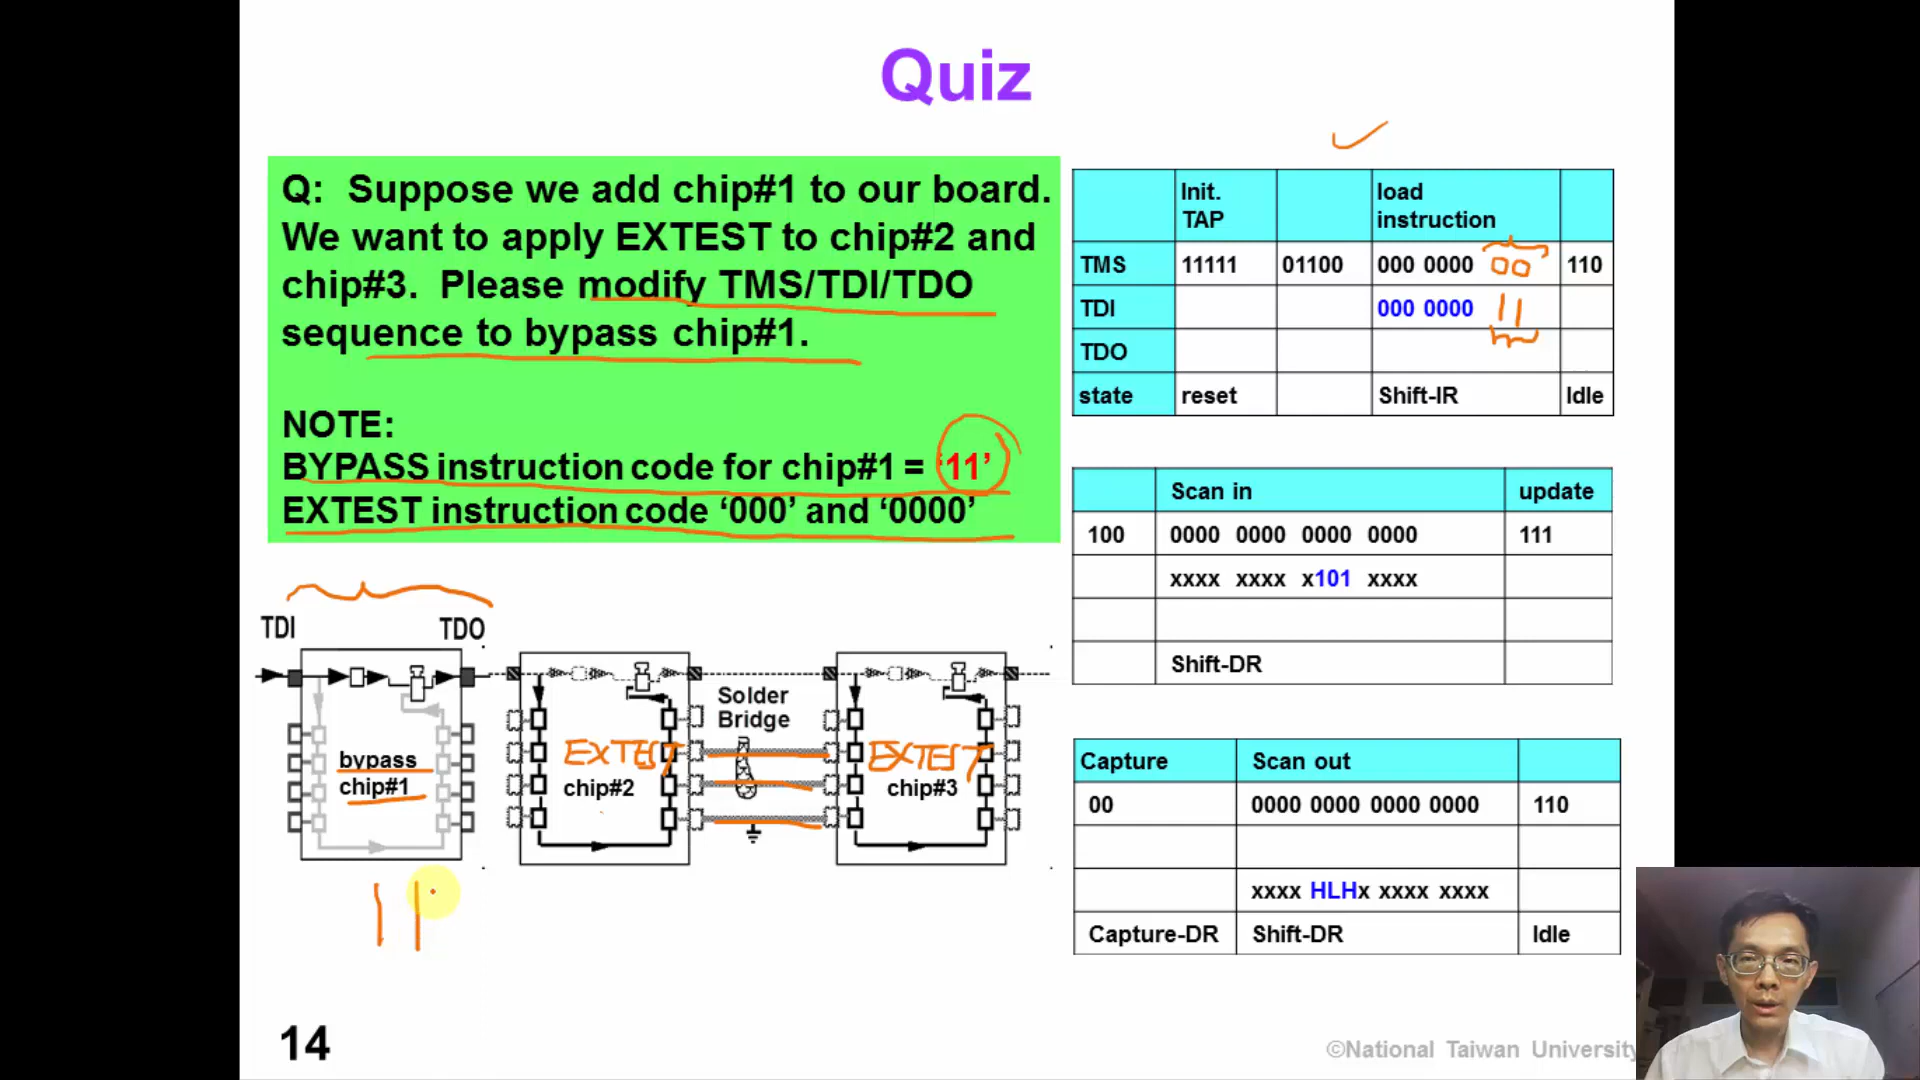 Quiz
Q: Suppose we add chip#1 to our board.
We want to apply EXTEST to chip#2 and
chip#3. Please modify TMS/TDI/TDO
sequence to bypass chip#1.
NOTE:
BYPASS instruction code for chip#1 = '11'
EXTEST instruction code '000' and '0000'
Init. TAP load instruction
TMS 11111 01100 000 0000 00 110
TDI 000 0000 11
TDO
state reset Shift-IR Idle
Scan in update
100 0000 0000 0000 0000 111
xxxx xxxx x101 xxxx
Shift-DR
Capture Scan out
00 0000 0000 0000 0000 110
xxxx HLHx xxxx xxxx
Capture-DR Shift-DR Idle
TDI TDO
Solder
Bridge
bypass
chip#1
EXTEST
chip#2
EXTEST
chip#3
11
14
©National Taiwan University